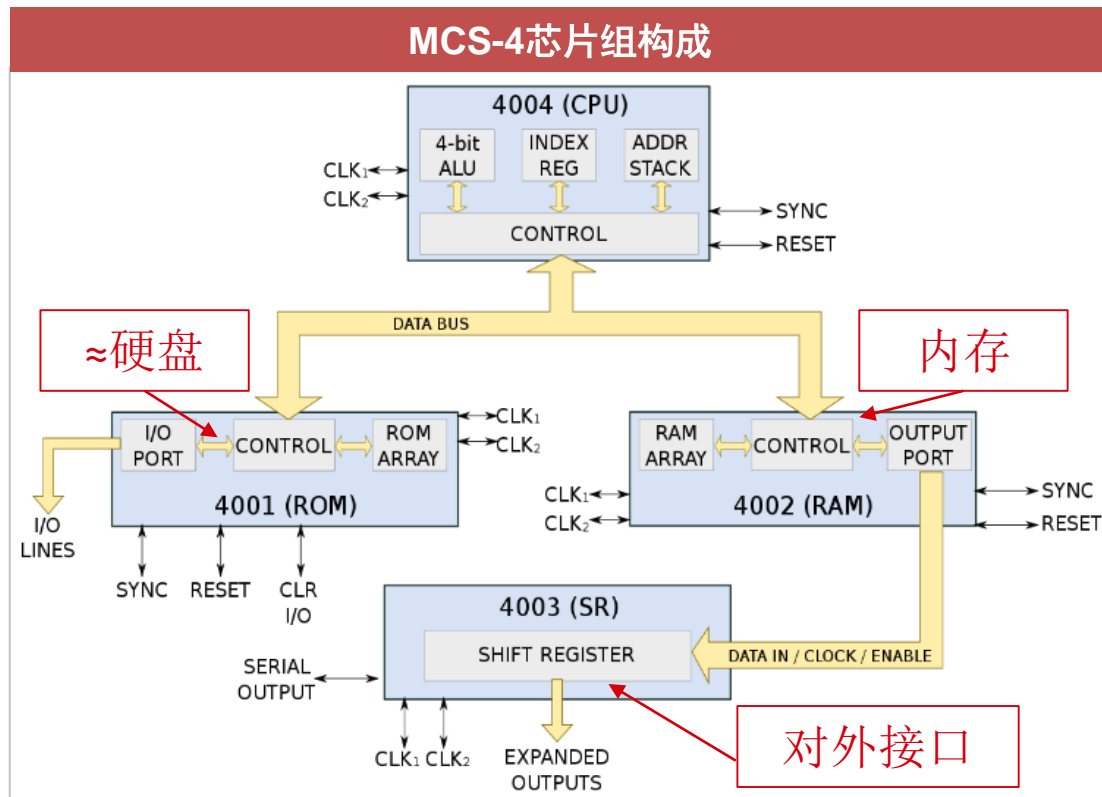 MCS-4芯片组构成
4004 (CPU)
4-bit
ALU
INDEX
REG
ADDR
STACK
CLK₁
CLK₂
CONTROL
SYNC
RESET
DATA BUS
≈硬盘
内存
I/O
PORT
CONTROL
ROM
ARRAY
CLK₁
CLK₂
4001 (ROM)
I/O
LINES
SYNC
RESET
CLR
I/O
RAM
ARRAY
CONTROL
OUTPUT
PORT
CLK₁
CLK₂
4002 (RAM)
SYNC
RESET
4003 (SR)
SHIFT REGISTER
DATA IN / CLOCK / ENABLE
SERIAL
OUTPUT
CLK₁
CLK₂
EXPANDED
OUTPUTS
对外接口